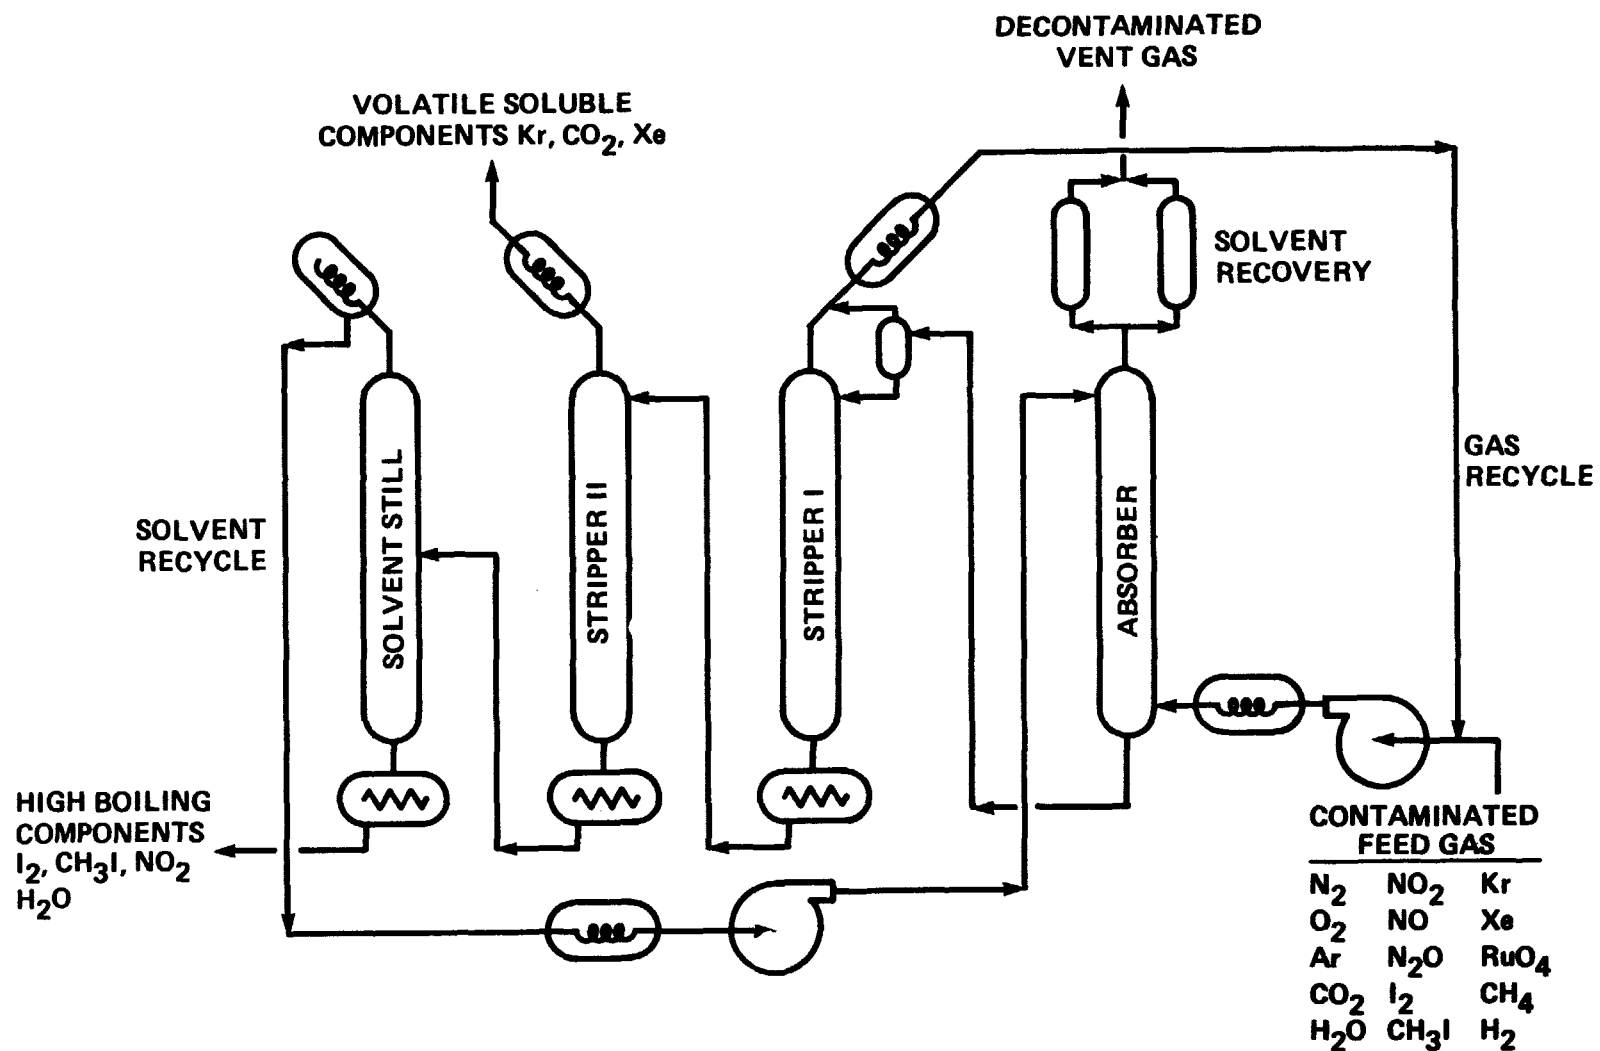 DECONTAMINATED
VENT GAS
VOLATILE SOLUBLE
COMPONENTS Kr, CO2, Xe
SOLVENT
RECOVERY
GAS
RECYCLE
SOLVENT
RECYCLE
SOLVENT STILL
STRIPPER II
STRIPPER I
ABSORBER
HIGH BOILING
COMPONENTS
I2, CH3I, NO2
H2O
CONTAMINATED
FEED GAS
N2 NO2 Kr
O2 NO Xe
Ar N2O RuO4
CO2 I2 CH4
H2O CH3I H2